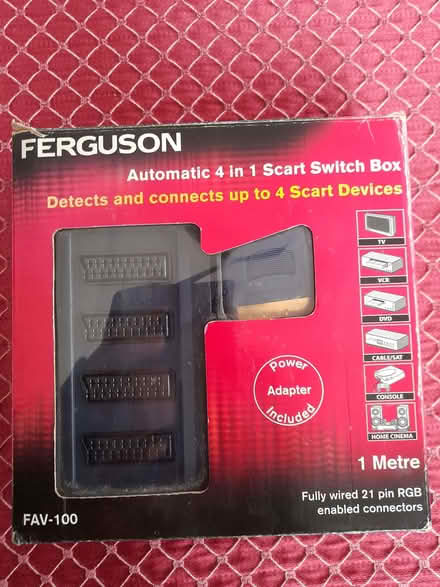 FERGUSON
Automatic 4 in 1 Scart Switch Box
Detects and connects up to 4 Scart Devices
TV
VCR
DVD
CABLE/SAT
CONSOLE
HOME CINEMA
Power
Adapter
Included
1 Metre
Fully wired 21 pin RGB
enabled connectors
FAV-100